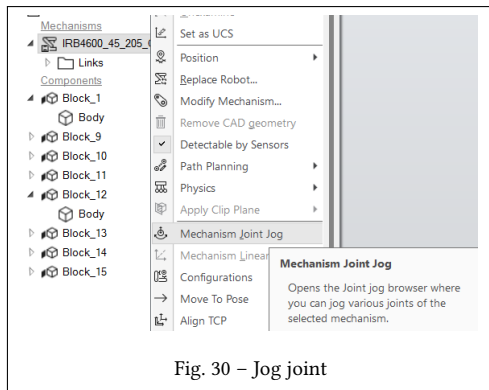 Mechanisms
IRB4600_45_205_
Links
Components
Block_1
Body
Block_9
Block_10
Block_11
Block_12
Body
Block_13
Block_14
Block_15
Set as UCS
Position
Replace Robot...
Modify Mechanism...
Remove CAD geometry
Detectable by Sensors
Path Planning
Physics
Apply Clip Plane
Mechanism Joint Jog
Mechanism Linear
Configurations
Move To Pose
Align TCP
Mechanism Joint Jog
Opens the Joint jog browser where
you can jog various joints of the
selected mechanism.
Fig. 30 – Jog joint